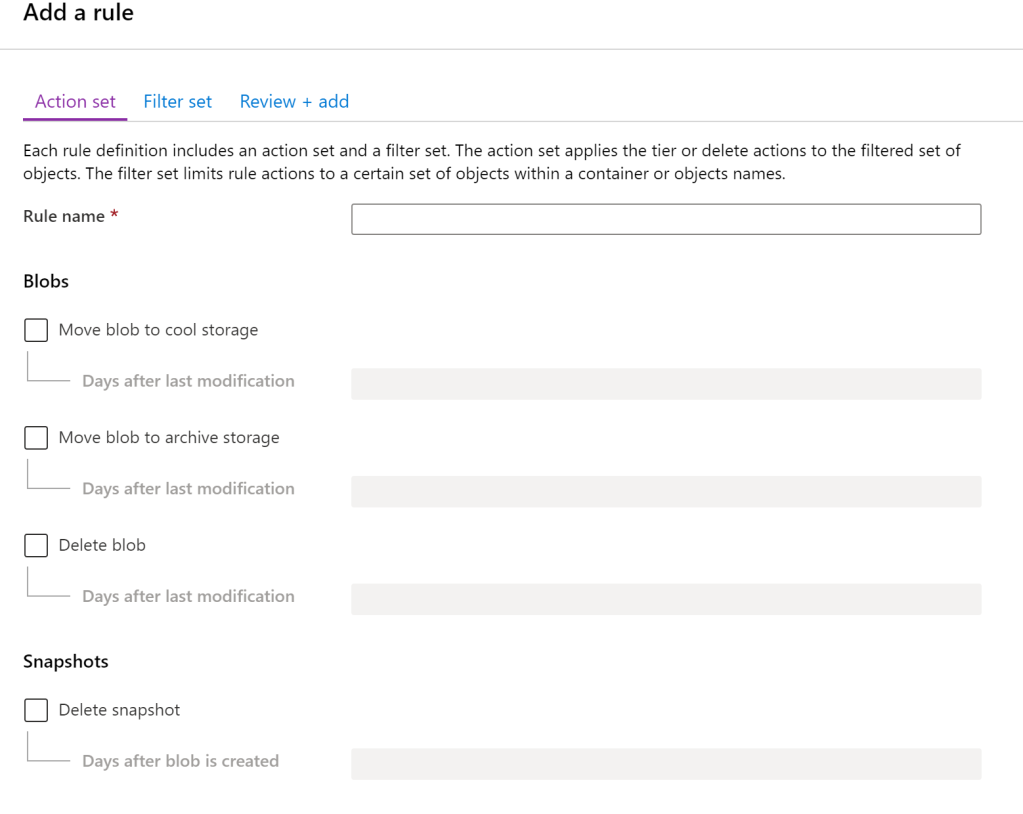 Add a rule
Action set
Filter set
Review + add
Each rule definition includes an action set and a filter set. The action set applies the tier or delete actions to the filtered set of
objects. The filter set limits rule actions to a certain set of objects within a container or objects names.
Rule name *
Blobs
Move blob to cool storage
Days after last modification
Move blob to archive storage
Days after last modification
Delete blob
Days after last modification
Snapshots
Delete snapshot
Days after blob is created